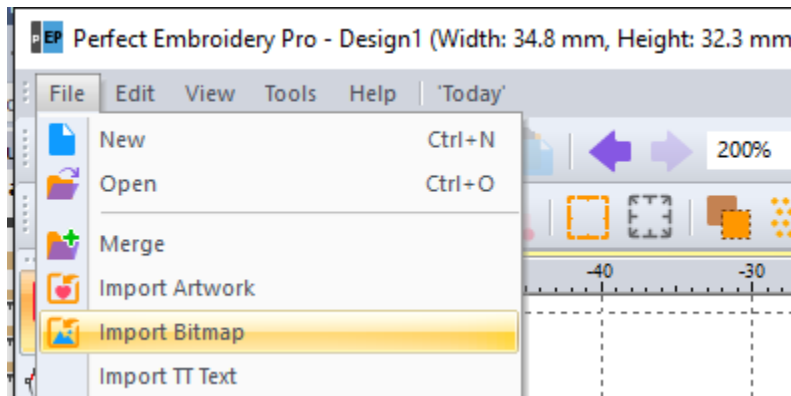 pEP Perfect Embroidery Pro - Design1 (Width: 34.8 mm, Height: 32.3 mm
File Edit View Tools Help 'Today'
New Ctrl+N
200%
Open Ctrl+O
Merge
Import Artwork
-40 -30
Import Bitmap
Import TT Text